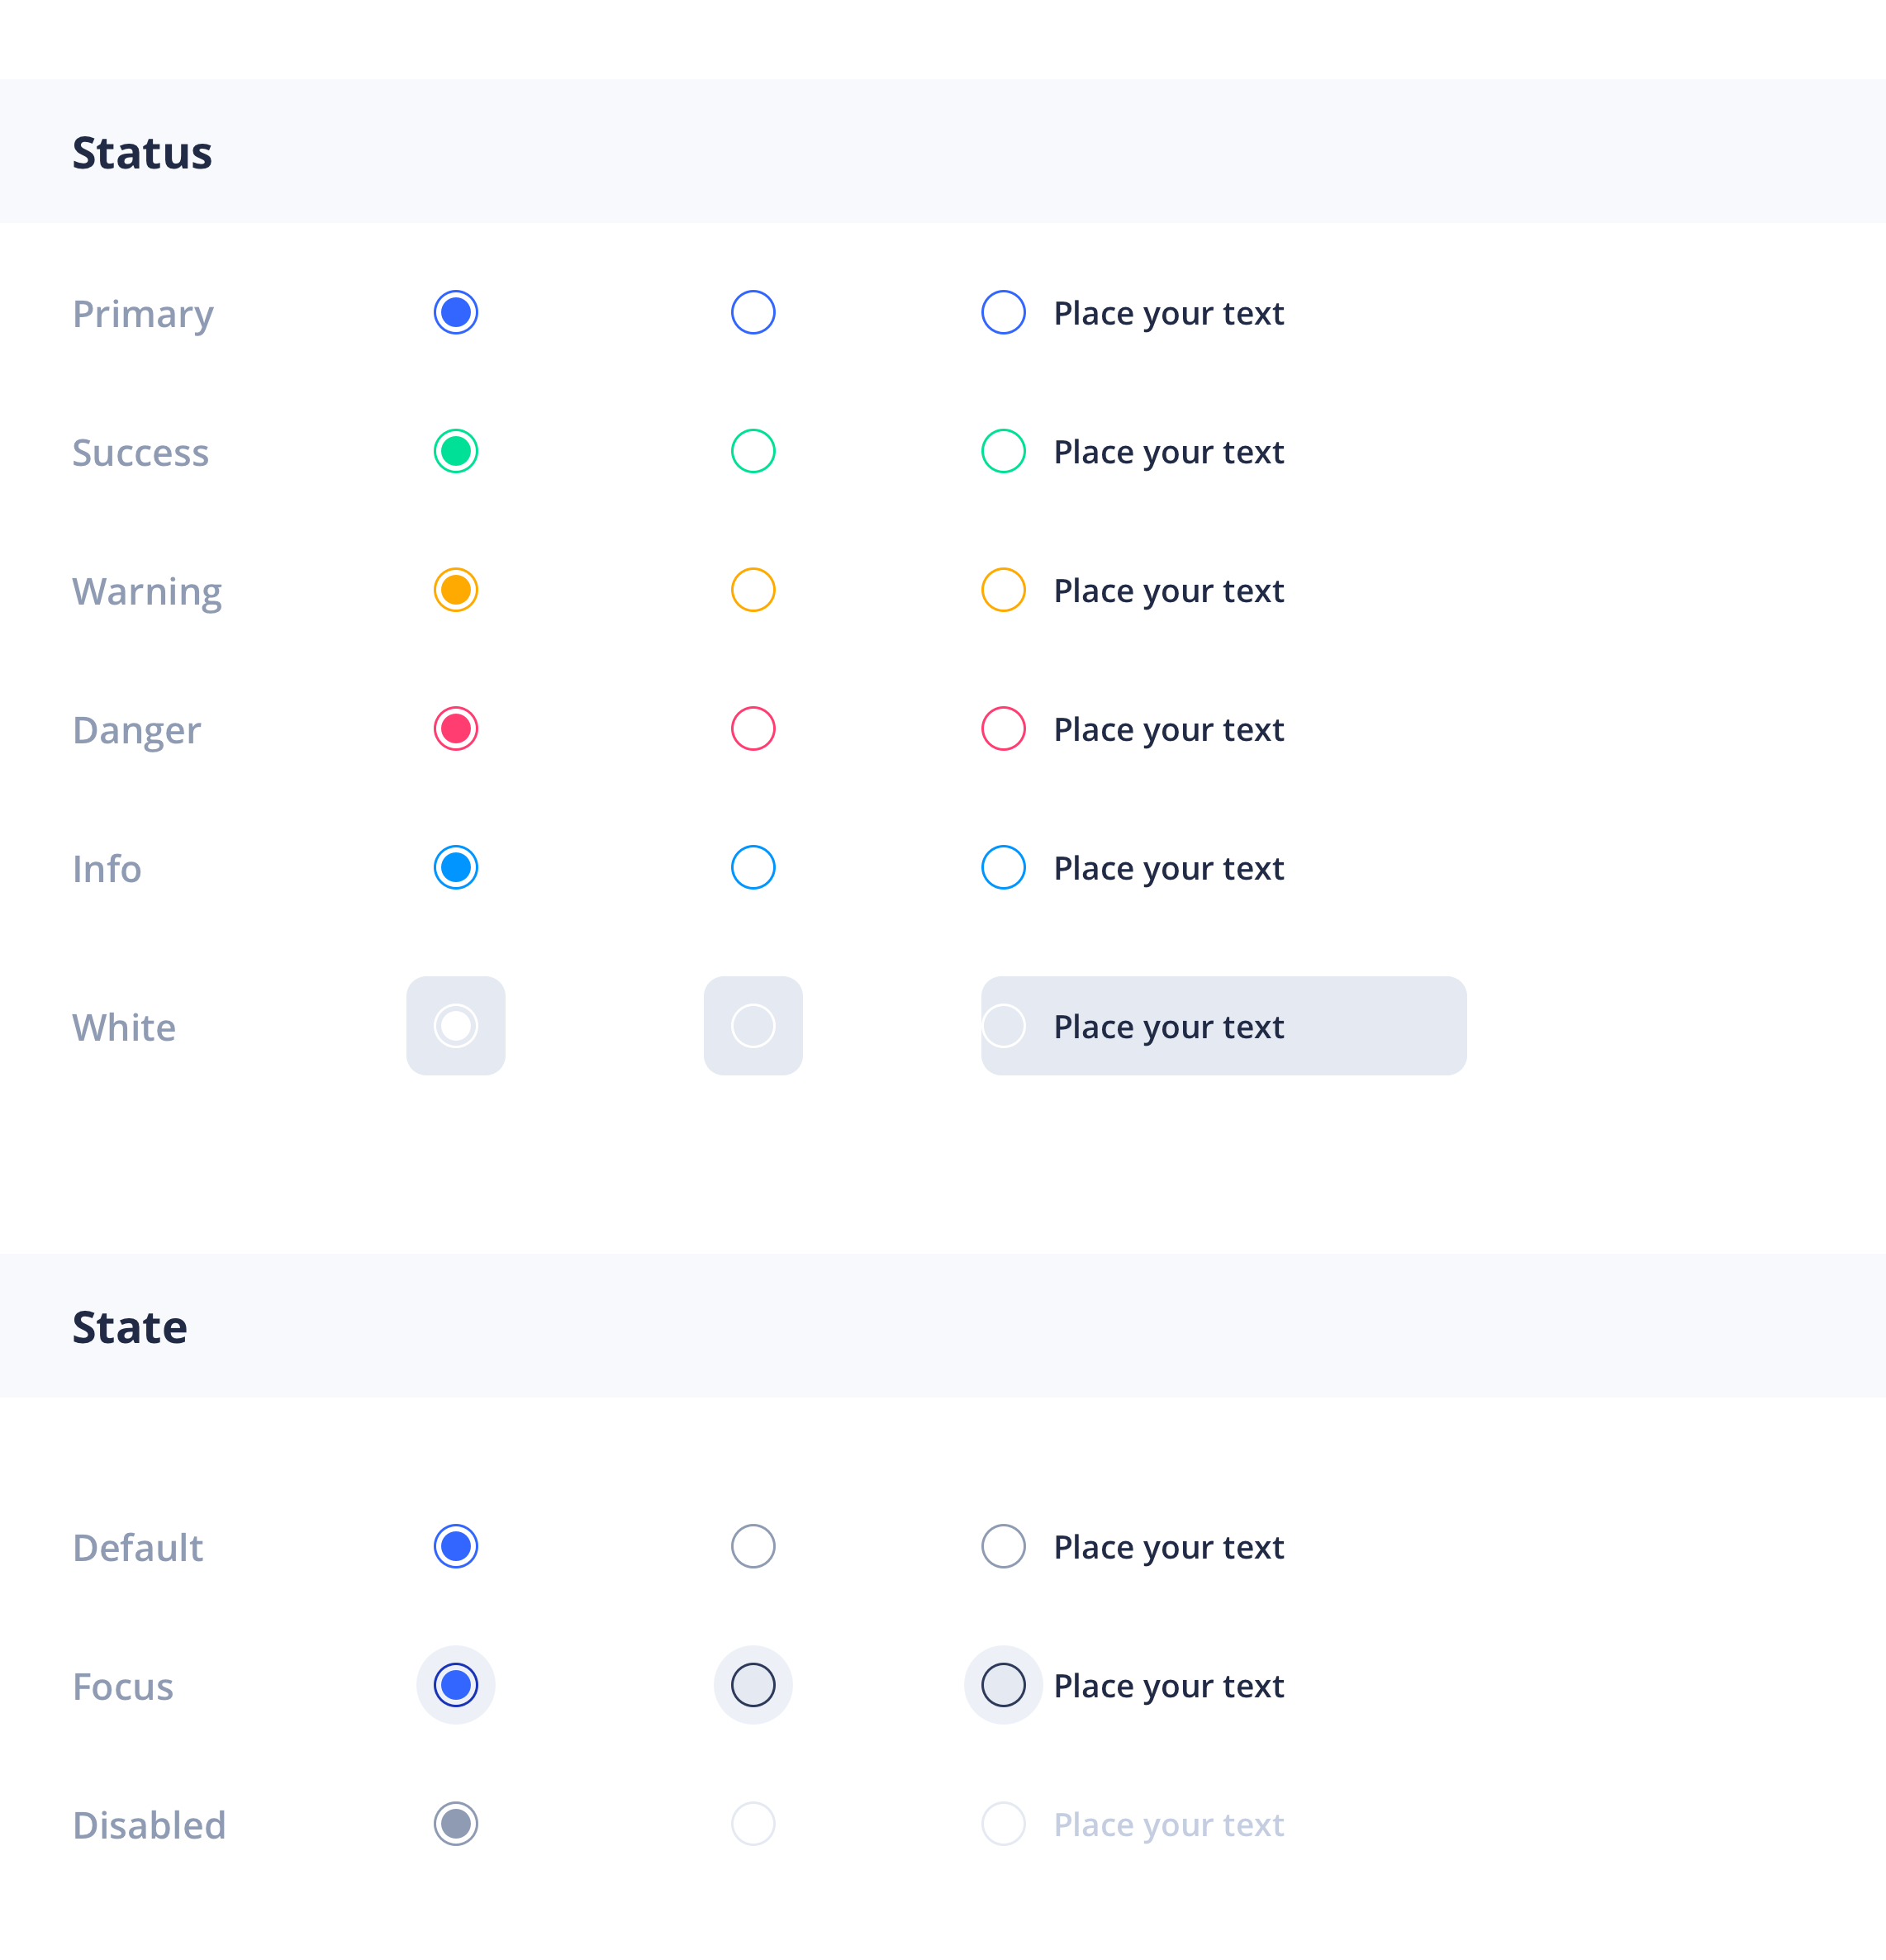 Status
Primary Place your text
Success Place your text
Warning Place your text
Danger Place your text
Info Place your text
White Place your text
State
Default Place your text
Focus Place your text
Disabled Place your text